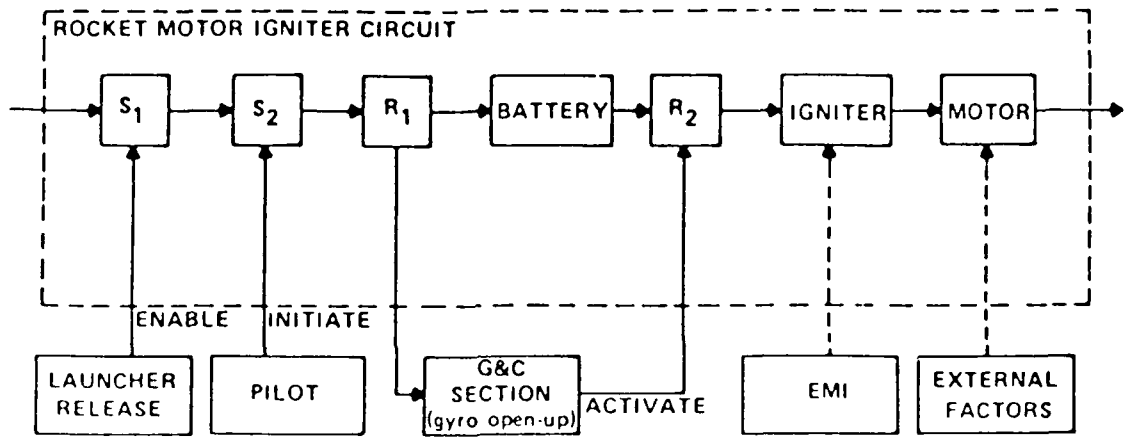 ROCKET MOTOR IGNITER CIRCUIT
S1
S2
R1
BATTERY
R2
IGNITER
MOTOR
ENABLE
INITIATE
LAUNCHER
RELEASE
PILOT
G&C
SECTION
(gyro open-up)
ACTIVATE
EMI
EXTERNAL
FACTORS